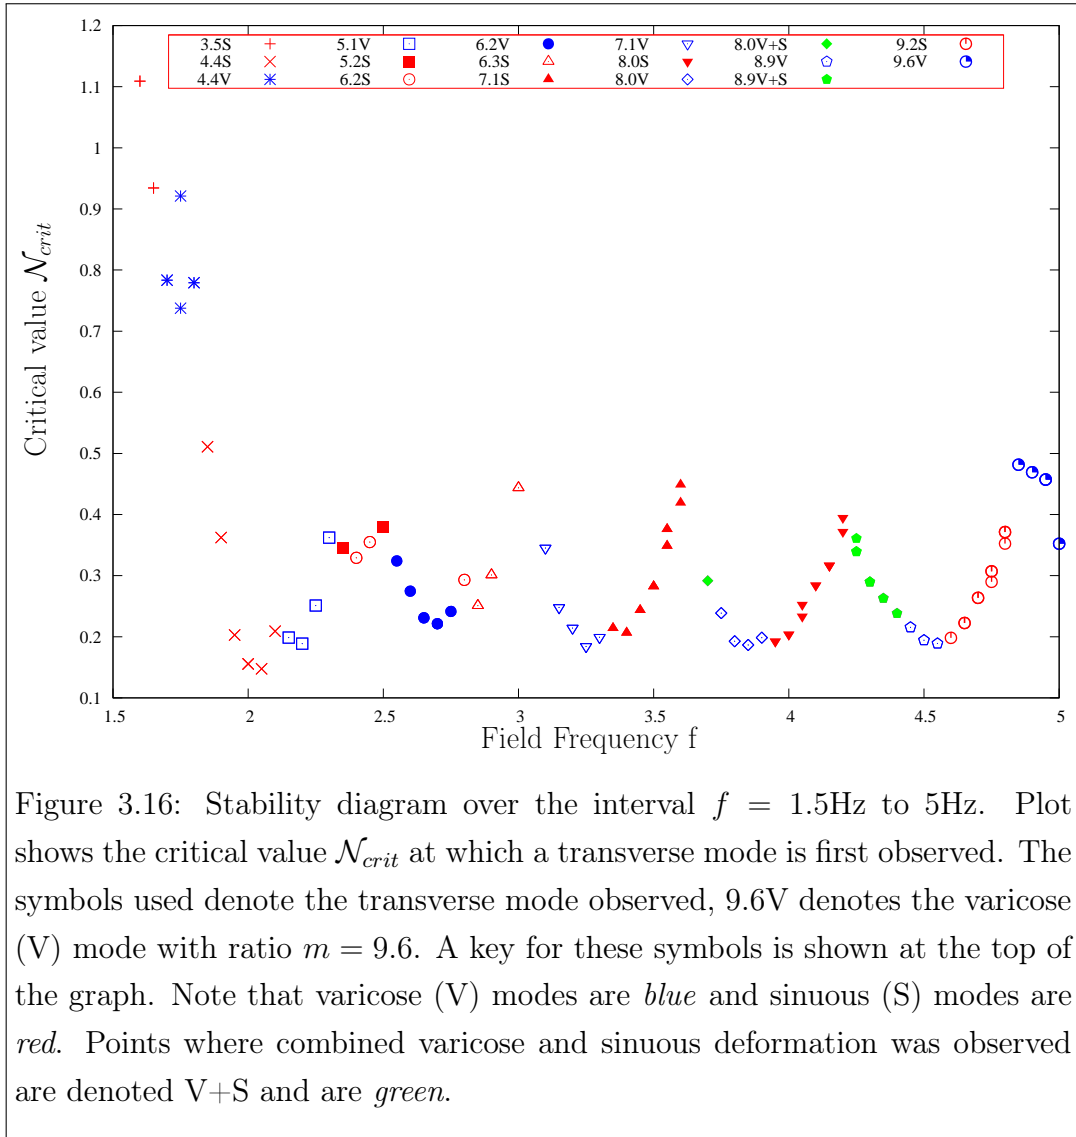 1.2
1.1
1
0.9
0.8
0.7
0.6
0.5
0.4
0.3
0.2
0.1
Critical value 𝒩crit
3.5S 5.1V 6.2V 7.1V 8.0V+S 9.2S
4.4S 5.2S 6.3S 8.0S 8.9V 9.6V
4.4V 6.2S 7.1S 8.0V 8.9V+S
1.5 2 2.5 3 3.5 4 4.5 5
Field Frequency f
Figure 3.16: Stability diagram over the interval f = 1.5Hz to 5Hz. Plot
shows the critical value 𝒩crit at which a transverse mode is first observed. The
symbols used denote the transverse mode observed, 9.6V denotes the varicose
(V) mode with ratio m = 9.6. A key for these symbols is shown at the top of
the graph. Note that varicose (V) modes are blue and sinuous (S) modes are
red. Points where combined varicose and sinuous deformation was observed
are denoted V+S and are green.